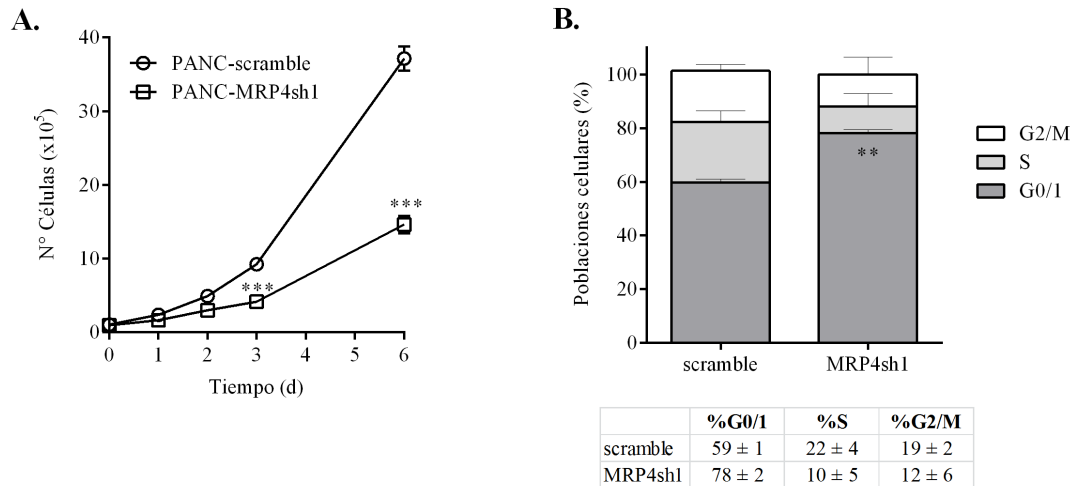 A.
N° Células (x10⁵)
40
30
20
10
0
PANC-scramble
PANC-MRP4sh1
***
***
0 1 2 3 4 5 6
Tiempo (d)
B.
Poblaciones celulares (%)
100
80
60
40
20
0
**
scramble MRP4sh1
G2/M
S
G0/1
%G0/1 %S %G2/M
scramble 59 ± 1 22 ± 4 19 ± 2
MRP4sh1 78 ± 2 10 ± 5 12 ± 6